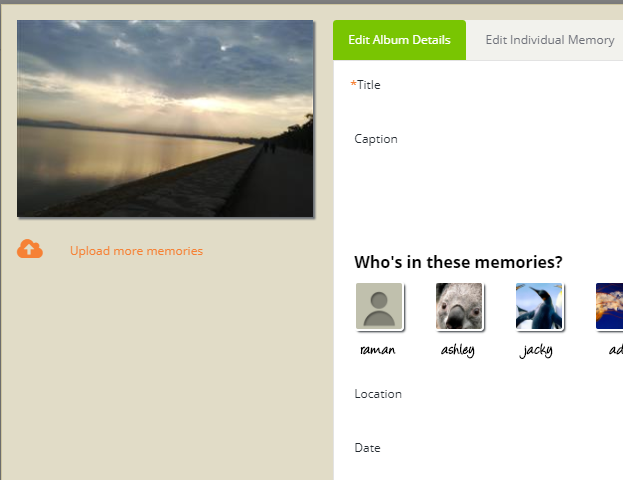 Edit Album Details
Edit Individual Memory
*Title
Caption
Upload more memories
Who's in these memories?
raman
ashley
jacky
Location
Date